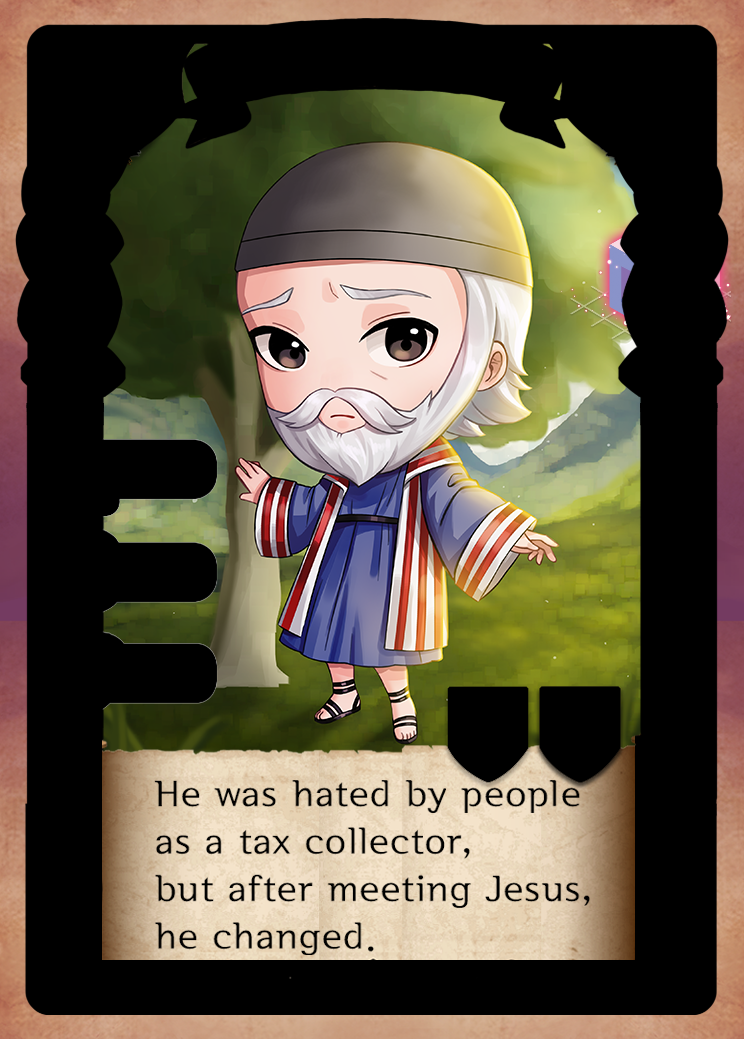 He was hated by people
as a tax collector,
but after meeting Jesus,
he changed.